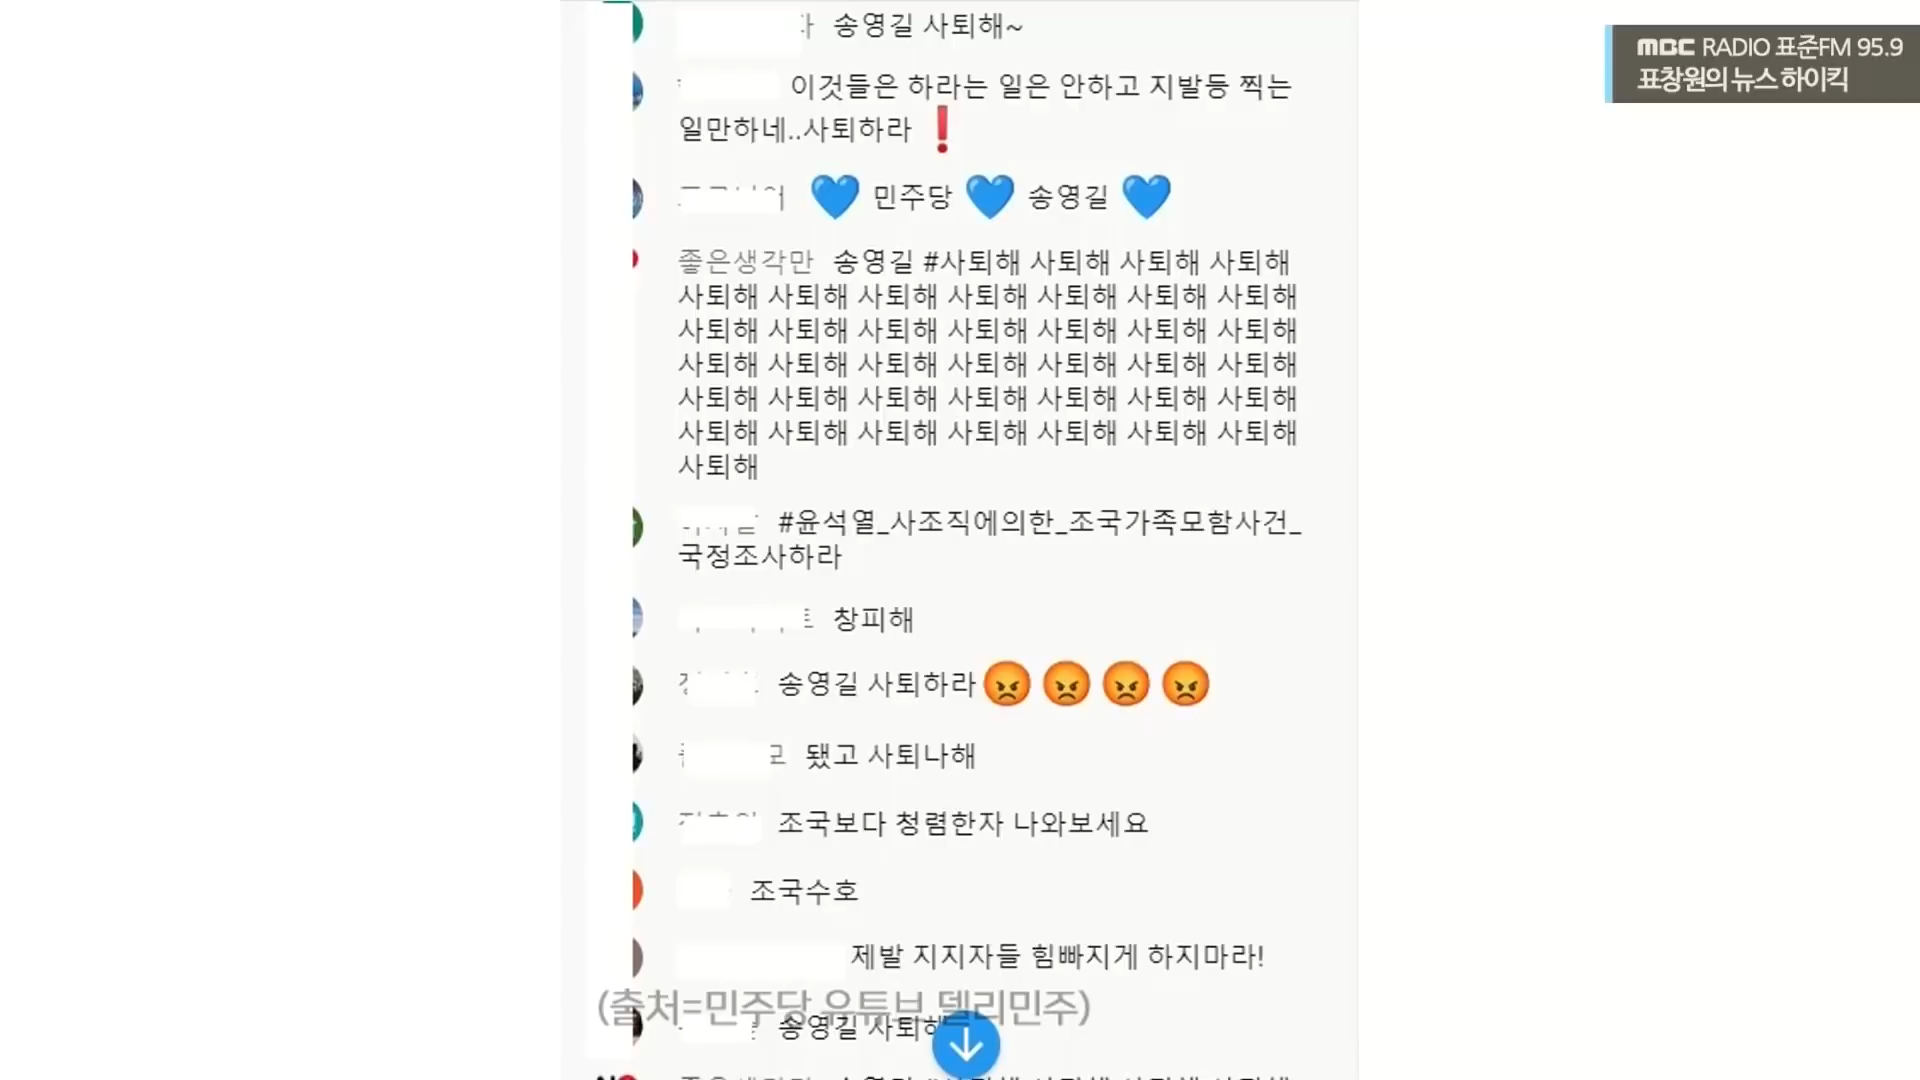 MBC RADIO 표준FM 95.9
표창원의 뉴스 하이킥
송영길 사퇴해~
이것들은 하라는 일은 안하고 지발등 찍는
일만하네..사퇴하라❗
💙 민주당 💙 송영길 💙
좋은생각만 송영길 #사퇴해 사퇴해 사퇴해 사퇴해
사퇴해 사퇴해 사퇴해 사퇴해 사퇴해 사퇴해 사퇴해
사퇴해 사퇴해 사퇴해 사퇴해 사퇴해 사퇴해 사퇴해
사퇴해 사퇴해 사퇴해 사퇴해 사퇴해 사퇴해 사퇴해
사퇴해 사퇴해 사퇴해 사퇴해 사퇴해 사퇴해 사퇴해
사퇴해 사퇴해 사퇴해 사퇴해 사퇴해 사퇴해 사퇴해
사퇴해
#윤석열_사조직에의한_조국가족모함사건_
국정조사하라
창피해
송영길 사퇴하라😡😡😡😡
됐고 사퇴나해
조국보다 청렴한자 나와보세요
조국수호
제발 지지자들 힘빠지게 하지마라!
(출처=민주당 유튜브 델리민주)
송영길 사퇴해